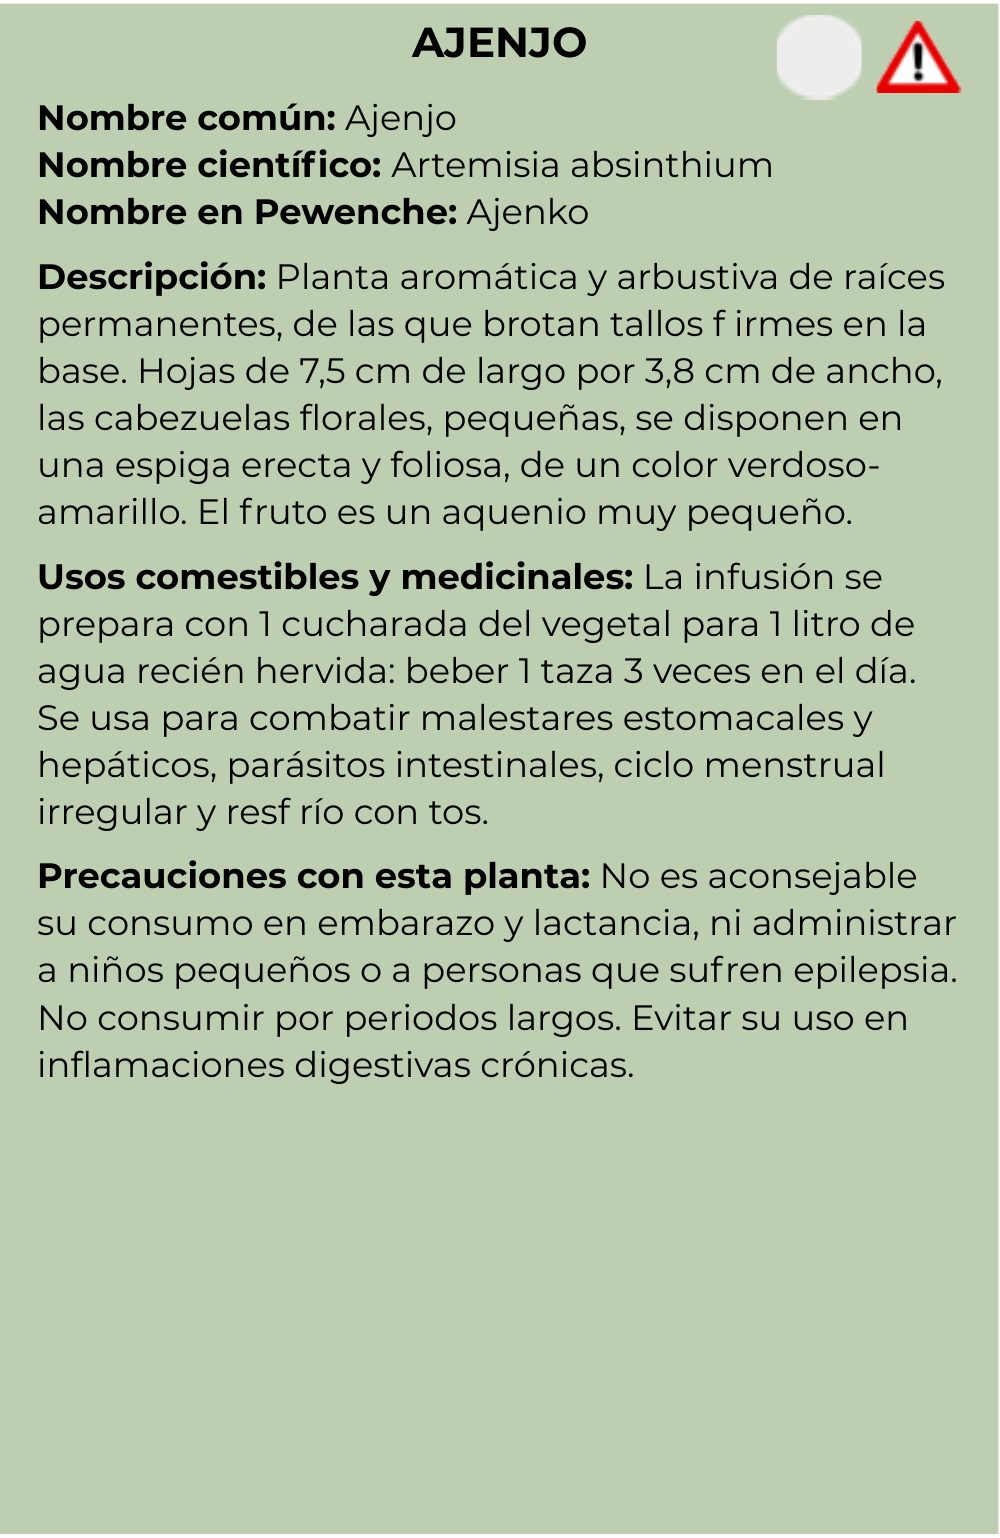 AJENJO
Nombre común: Ajenjo
Nombre científico: Artemisia absinthium
Nombre en Pewenche: Ajenko
Descripción: Planta aromática y arbustiva de raíces
permanentes, de las que brotan tallos f irmes en la
base. Hojas de 7,5 cm de largo por 3,8 cm de ancho,
las cabezuelas florales, pequeñas, se disponen en
una espiga erecta y foliosa, de un color verdoso-
amarillo. El fruto es un aquenio muy pequeño.
Usos comestibles y medicinales: La infusión se
prepara con 1 cucharada del vegetal para 1 litro de
agua recién hervida: beber 1 taza 3 veces en el día.
Se usa para combatir malestares estomacales y
hepáticos, parásitos intestinales, ciclo menstrual
irregular y resf río con tos.
Precauciones con esta planta: No es aconsejable
su consumo en embarazo y lactancia, ni administrar
a niños pequeños o a personas que sufren epilepsia.
No consumir por periodos largos. Evitar su uso en
inflamaciones digestivas crónicas.